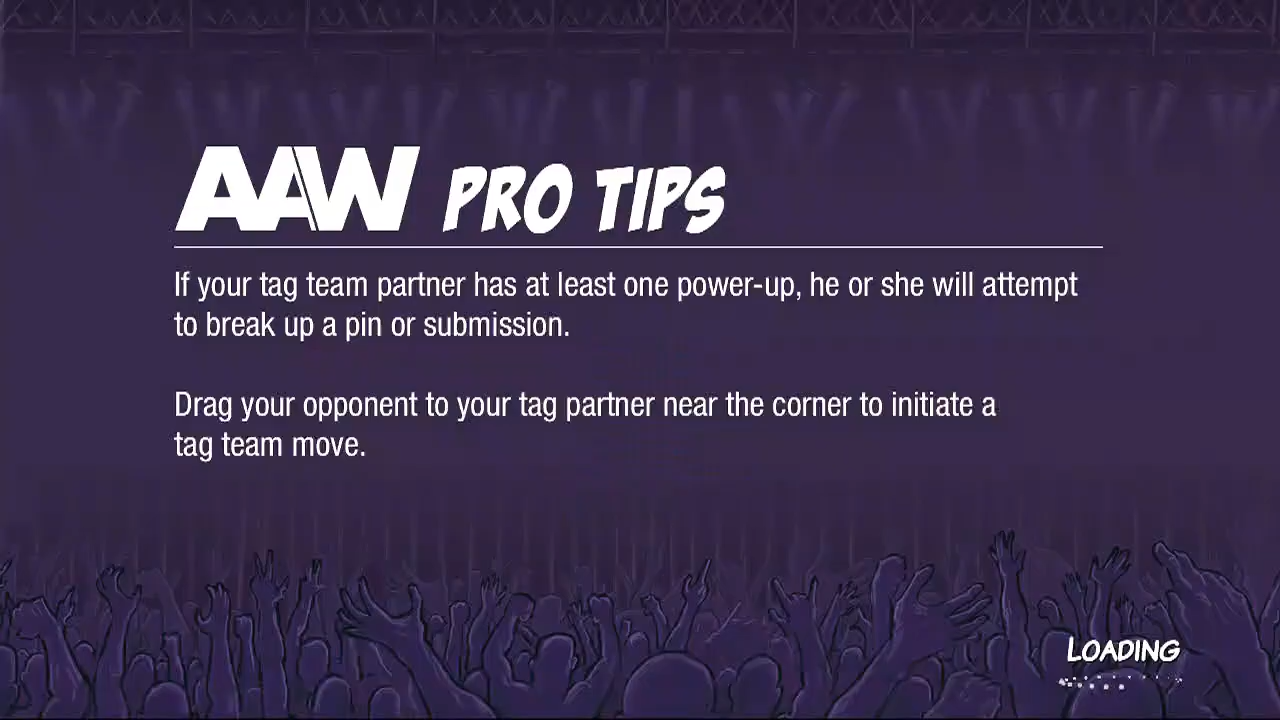 AAW PRO TIPS
If your tag team partner has at least one power-up, he or she will attempt
to break up a pin or submission.
Drag your opponent to your tag partner near the corner to initiate a
tag team move.
LOADING